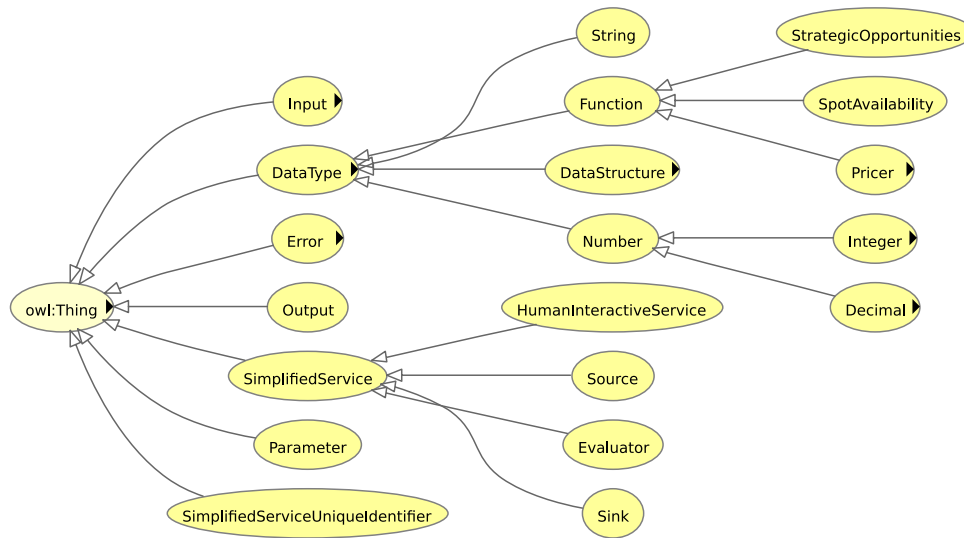 String
StrategicOpportunities
Input
Function
SpotAvailability
DataType
DataStructure
Pricer
Error
Number
Integer
owl:Thing
Output
HumanInteractiveService
Decimal
SimplifiedService
Source
Parameter
Evaluator
SimplifiedServiceUniqueIdentifier
Sink